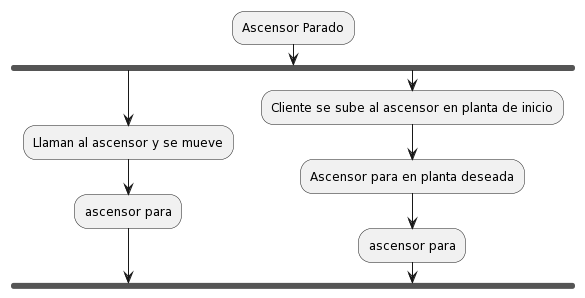 Ascensor Parado
Cliente se sube al ascensor en planta de inicio
Llaman al ascensor y se mueve
Ascensor para en planta deseada
ascensor para
ascensor para